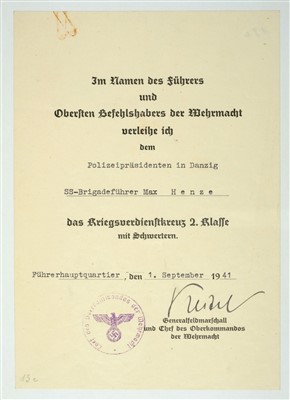 Im Namen des Führers
und
Obersten Befehlshabers der Wehrmacht
verleihe ich
dem
Polizeipräsidenten in Danzig
SS-Brigadeführer Max Henze
das Kriegsverdienstkreuz 2. Klasse
mit Schwertern.
Führerhauptquartier, den 1. September 1941
Generalfeldmarschall
und Chef des Oberkommandos
der Wehrmacht